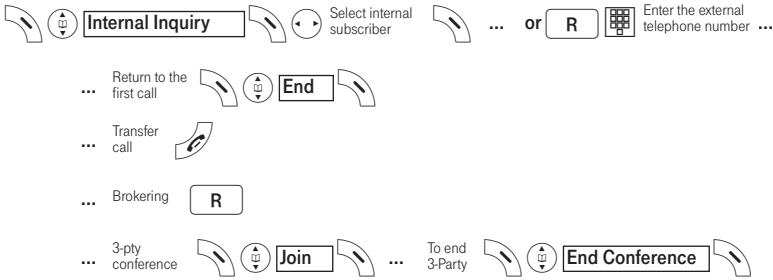 Internal Inquiry Select internal subscriber ... or R Enter the external telephone number ...
... Return to the first call End
... Transfer call
... Brokering R
... 3-pty conference Join ... To end 3-Party End Conference